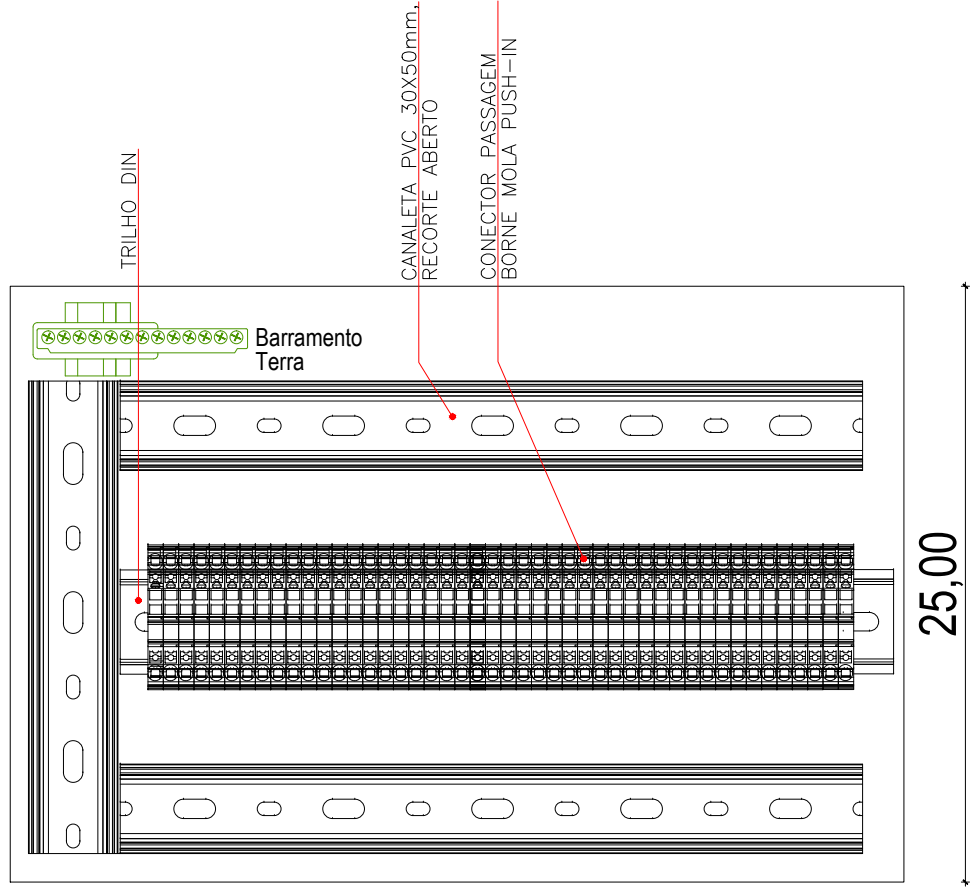 TRILHO DIN
CANALETA PVC 30X50mm,
RECORTE ABERTO
CONECTOR PASSAGEM
BORNE MOLA PUSH-IN
Barramento
Terra
25,00